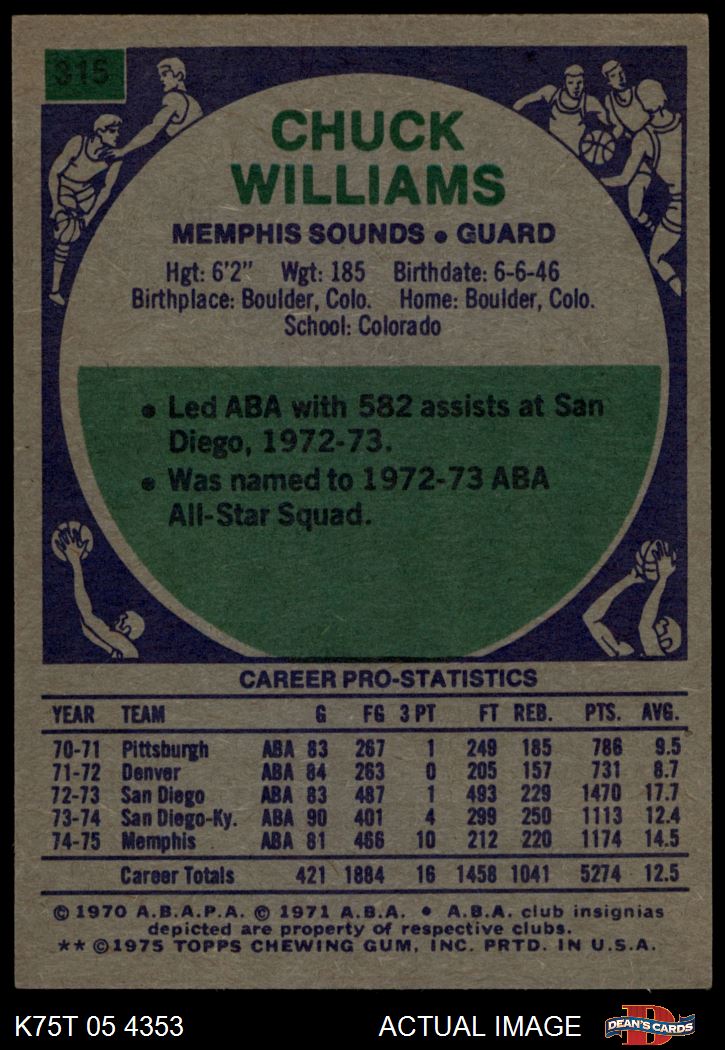 315
CHUCK
WILLIAMS
MEMPHIS SOUNDS • GUARD
Hgt: 6'2" Wgt: 185 Birthdate: 6-6-46
Birthplace: Boulder, Colo. Home: Boulder, Colo.
School: Colorado
• Led ABA with 582 assists at San
Diego, 1972-73.
• Was named to 1972-73 ABA
All-Star Squad.
CAREER PRO-STATISTICS
YEAR TEAM G FG 3 PT FT REB. PTS. AVG.
70-71 Pittsburgh ABA 83 267 1 249 185 786 9.5
71-72 Denver ABA 84 263 0 205 157 731 8.7
72-73 San Diego ABA 83 487 1 493 229 1470 17.7
73-74 San Diego-Ky. ABA 90 401 4 299 250 1113 12.4
74-75 Memphis ABA 81 466 10 212 220 1174 14.5
Career Totals 421 1884 16 1458 1041 5274 12.5
© 1970 A.B.A.P.A. © 1971 A.B.A. • A.B.A. club insignias
depicted are property of respective clubs.
** © 1975 TOPPS CHEWING GUM, INC. PRTD. IN U.S.A.
K75T 05 4353 ACTUAL IMAGE
D
DEAN'S CARDS